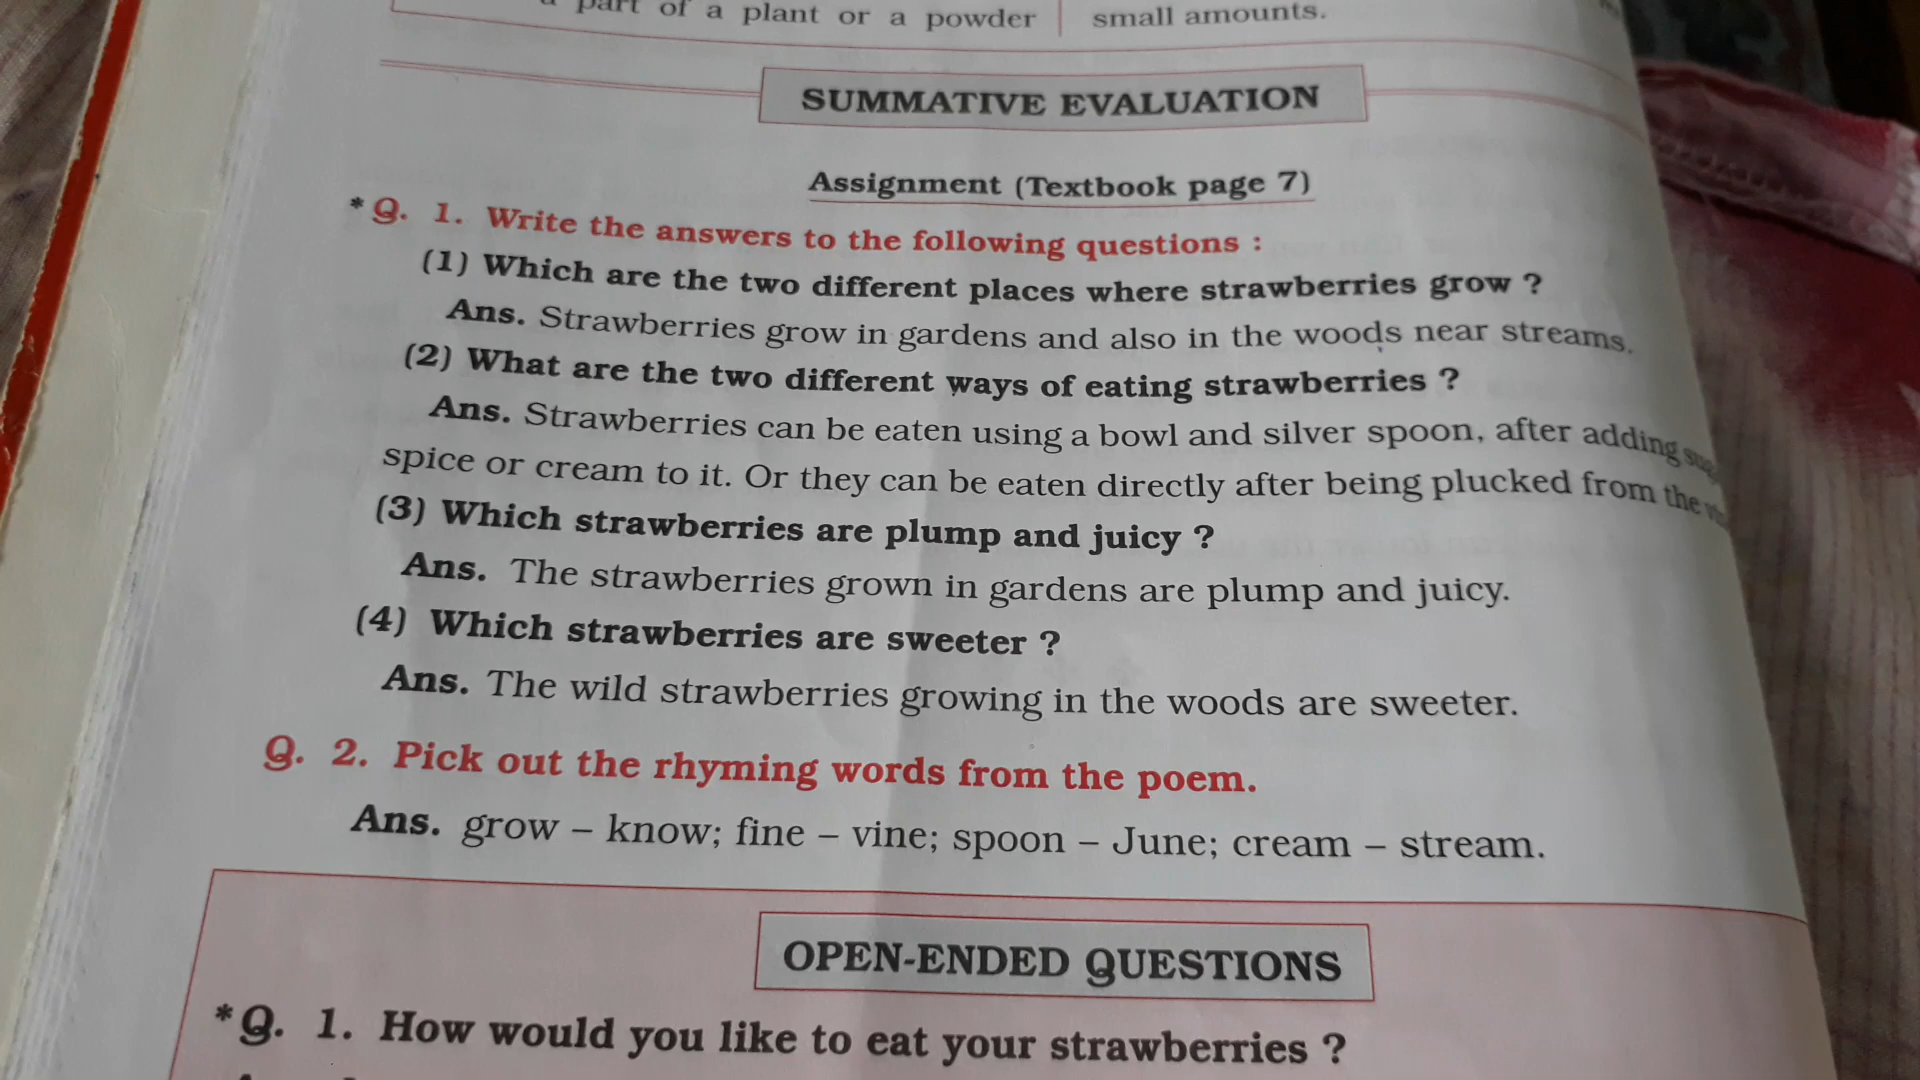 part of a plant or a powder small amounts.
SUMMATIVE EVALUATION
Assignment (Textbook page 7)
*Q. 1. Write the answers to the following questions :
(1) Which are the two different places where strawberries grow ?
Ans. Strawberries grow in gardens and also in the woods near streams.
(2) What are the two different ways of eating strawberries ?
Ans. Strawberries can be eaten using a bowl and silver spoon, after adding
spice or cream to it. Or they can be eaten directly after being plucked from the
(3) Which strawberries are plump and juicy ?
Ans. The strawberries grown in gardens are plump and juicy.
(4) Which strawberries are sweeter ?
Ans. The wild strawberries growing in the woods are sweeter.
Q. 2. Pick out the rhyming words from the poem.
Ans. grow – know; fine – vine; spoon – June; cream – stream.
OPEN-ENDED QUESTIONS
*Q. 1. How would you like to eat your strawberries ?